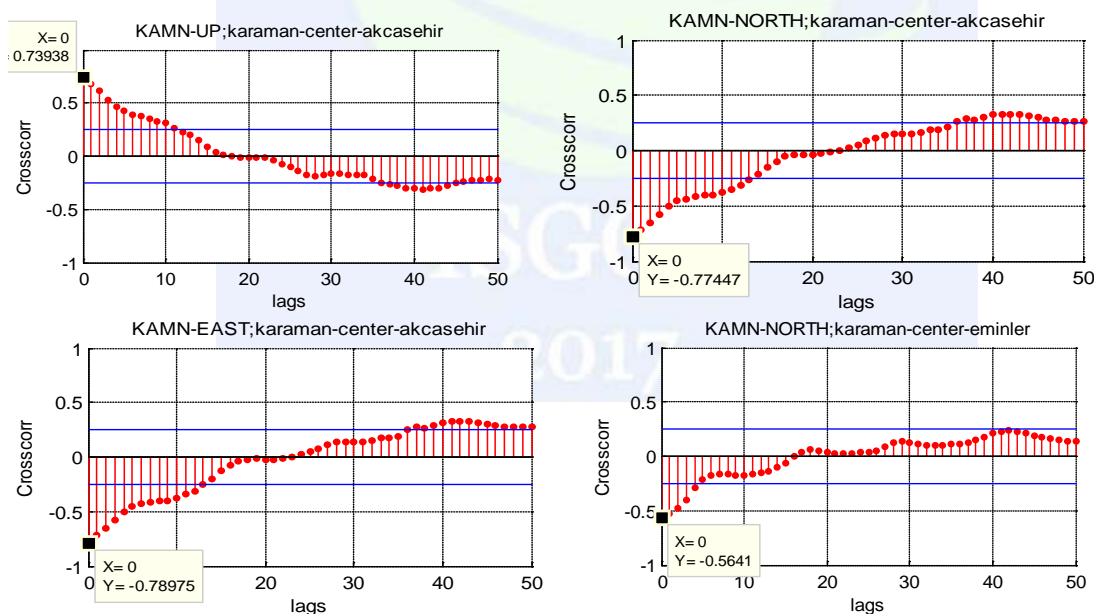 KAMN-UP;karaman-center-akcasehir
X= 0
0.73938
0.5
0
-0.5
-1
Crosscorr
0 10 20 30 40 50
lags
KAMN-NORTH;karaman-center-akcasehir
1
0.5
0
-0.5
-1
Crosscorr
X= 0
Y= -0.77447
0 20 30 40 50
lags
KAMN-EAST;karaman-center-akcasehir
1
0.5
0
-0.5
-1
Crosscorr
X= 0
Y= -0.78975
0 20 30 40 50
lags
KAMN-NORTH;karaman-center-eminler
1
0.5
0
-0.5
-1
Crosscorr
X= 0
Y= -0.5641
0 10 20 30 40 50
lags
2017